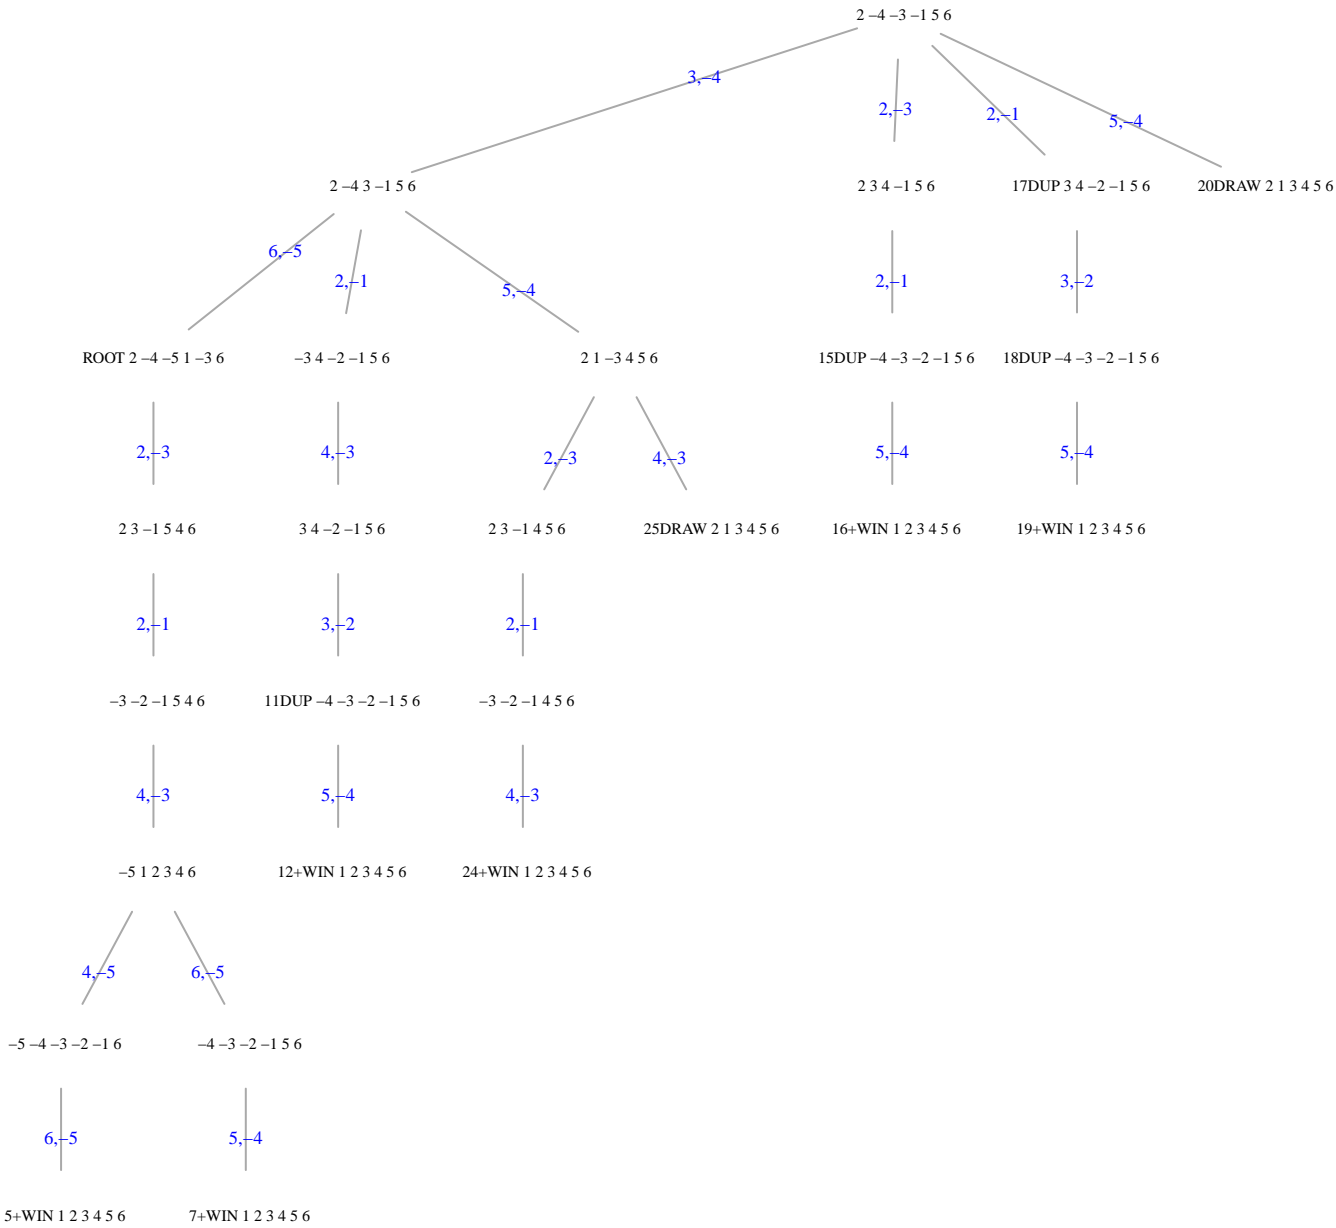 2 –4 –3 –1 5 6
3,–4
2,–3
2,–1
5,–4
2 –4 3 –1 5 6
2 3 4 –1 5 6
17DUP 3 4 –2 –1 5 6
20DRAW 2 1 3 4 5 6
6,–5
2,–1
5,–4
2,–1
3,–2
ROOT 2 –4 –5 1 –3 6
–3 4 –2 –1 5 6
2 1 –3 4 5 6
15DUP –4 –3 –2 –1 5 6
18DUP –4 –3 –2 –1 5 6
2,–3
4,–3
2,–3
4,–3
5,–4
5,–4
2 3 –1 5 4 6
3 4 –2 –1 5 6
2 3 –1 4 5 6
25DRAW 2 1 3 4 5 6
16+WIN 1 2 3 4 5 6
19+WIN 1 2 3 4 5 6
2,–1
3,–2
2,–1
–3 –2 –1 5 4 6
11DUP –4 –3 –2 –1 5 6
–3 –2 –1 4 5 6
4,–3
5,–4
4,–3
–5 1 2 3 4 6
12+WIN 1 2 3 4 5 6
24+WIN 1 2 3 4 5 6
4,–5
6,–5
–5 –4 –3 –2 –1 6
–4 –3 –2 –1 5 6
6,–5
5,–4
5+WIN 1 2 3 4 5 6
7+WIN 1 2 3 4 5 6